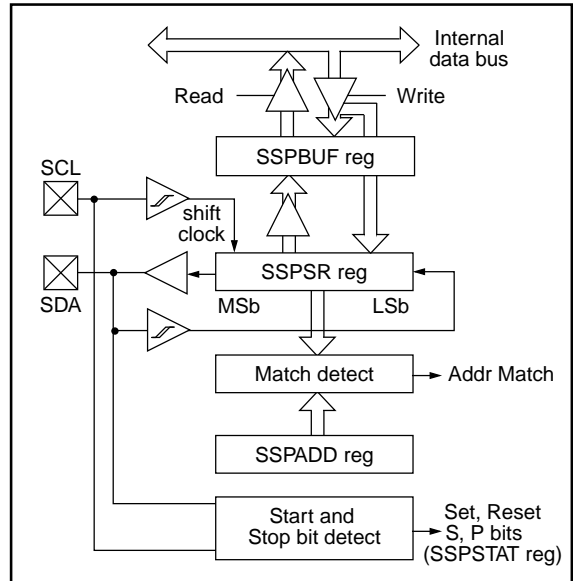 Internal
data bus
Read
Write
SSPBUF reg
SCL
shift
clock
SSPSR reg
SDA
MSb
LSb
Match detect
Addr Match
SSPADD reg
Start and
Stop bit detect
Set, Reset
S, P bits
(SSPSTAT reg)